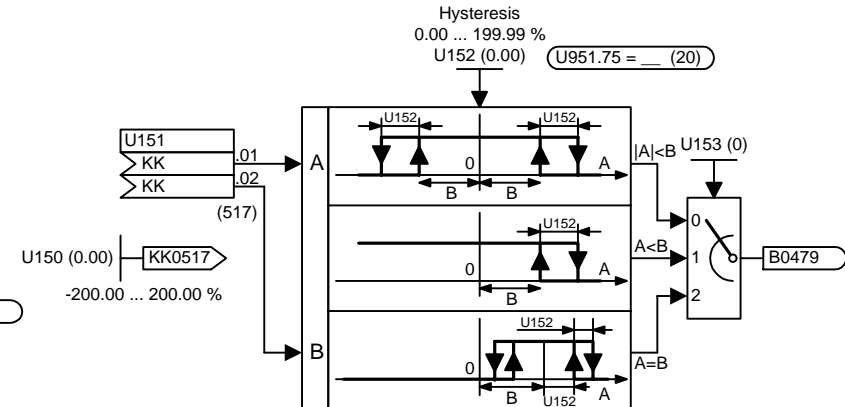 Hysteresis
0.00 ... 199.99 %
U152 (0.00)
U951.75 = __ (20)
U151
KK
.01
KK
.02
(517)
U150 (0.00)
KK0517
-200.00 ... 200.00 %
A
B
U152
U152
0
A
B
B
|A|<B
U152
0
A
B
A<B
U152
0
B
U152
A
A=B
U153 (0)
0
1
2
B0479